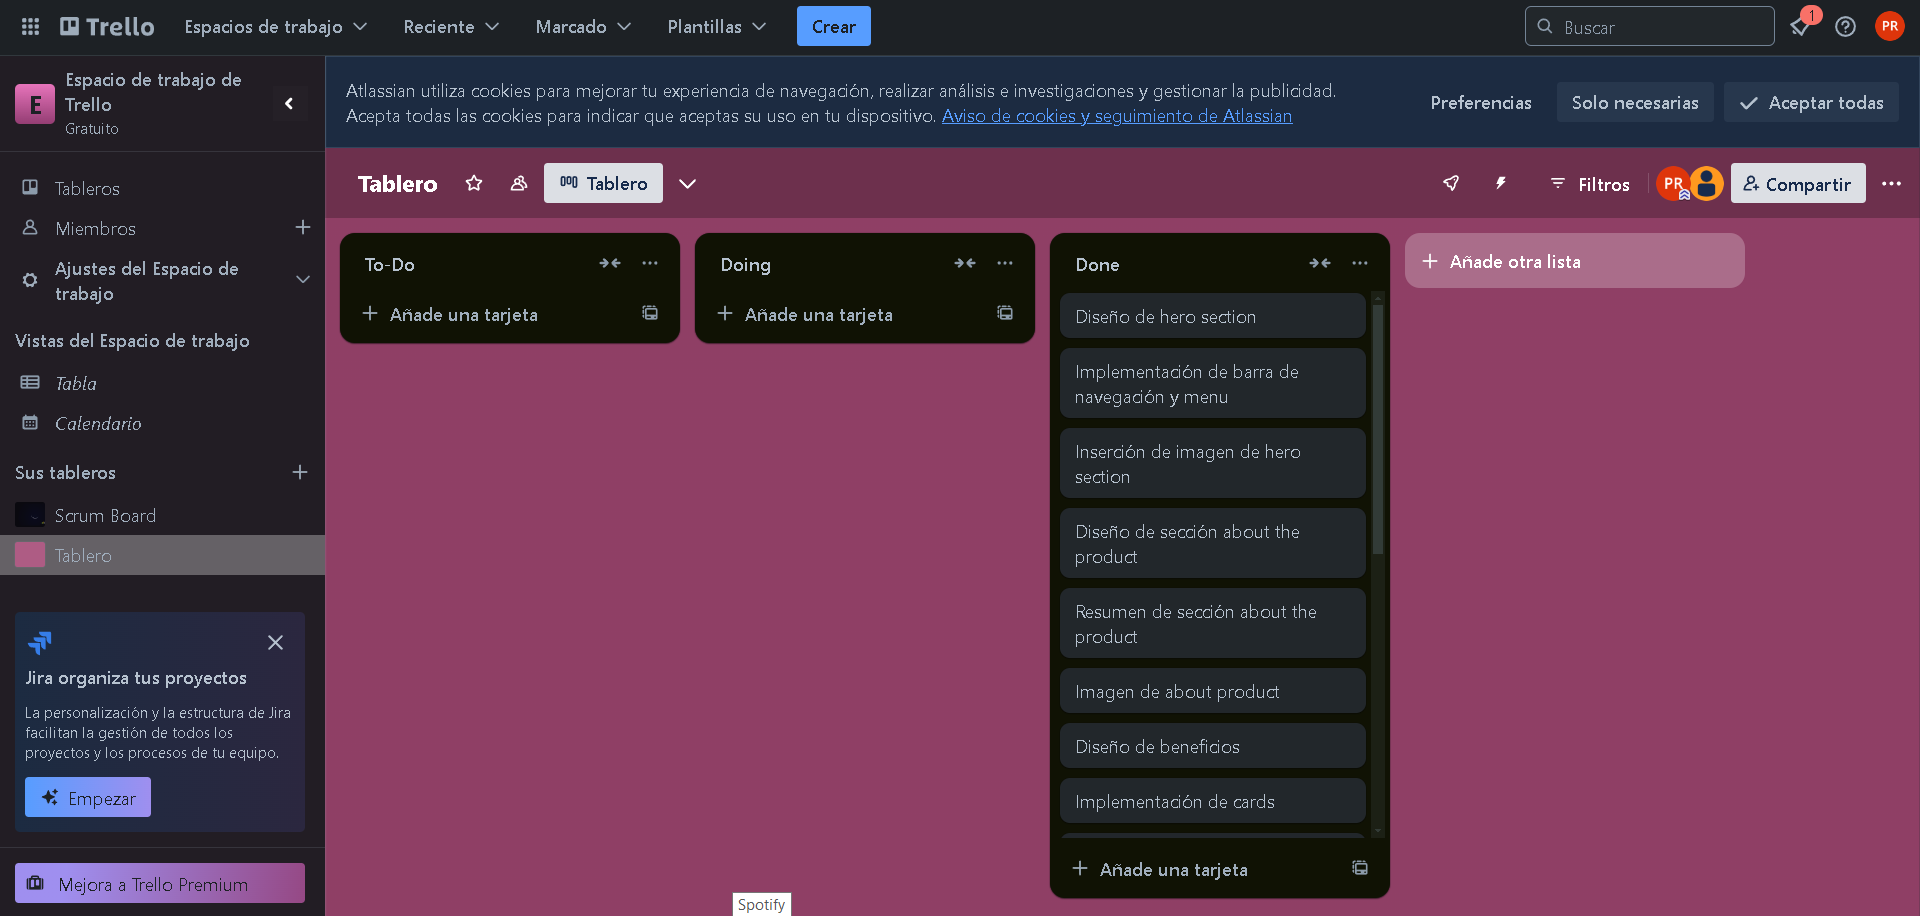 Trello
Espacios de trabajo
Reciente
Marcado
Plantillas
Crear
Buscar
1
PR
E
Espacio de trabajo de
Trello
Gratuito
Tableros
Miembros
Ajustes del Espacio de
trabajo
Vistas del Espacio de trabajo
Tabla
Calendario
Sus tableros
Scrum Board
Tablero
Jira organiza tus proyectos
La personalización y la estructura de Jira
facilitan la gestión de todos los
proyectos y los procesos de tu equipo.
Empezar
Mejora a Trello Premium
Atlassian utiliza cookies para mejorar tu experiencia de navegación, realizar análisis e investigaciones y gestionar la publicidad.
Acepta todas las cookies para indicar que aceptas su uso en tu dispositivo. Aviso de cookies y seguimiento de Atlassian
Preferencias
Solo necesarias
Aceptar todas
Tablero
Tablero
Filtros
PR
Compartir
To-Do
Añade una tarjeta
Doing
Añade una tarjeta
Done
Diseño de hero section
Implementación de barra de
navegación y menu
Inserción de imagen de hero
section
Diseño de sección about the
product
Resumen de sección about the
product
Imagen de about product
Diseño de beneficios
Implementación de cards
Añade una tarjeta
Añade otra lista
Spotify